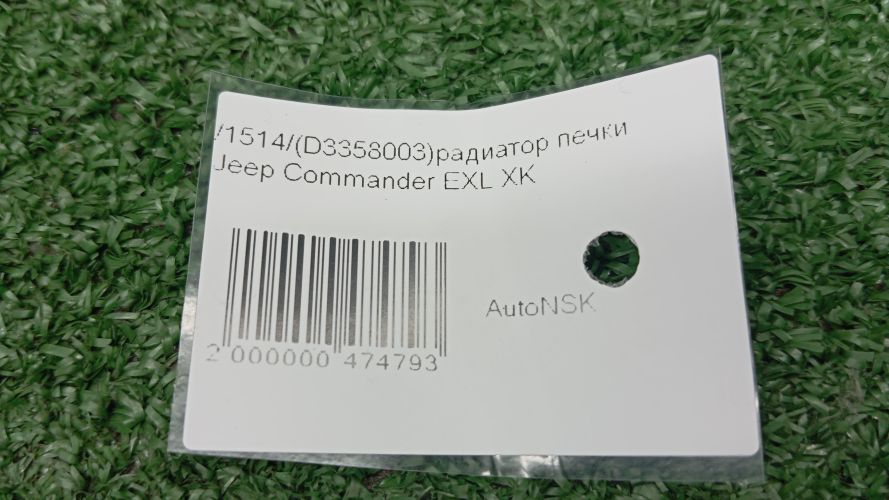 /1514/(D3358003)радиатор печки
Jeep Commander EXL XK
AutoNSK
2 000000 474793